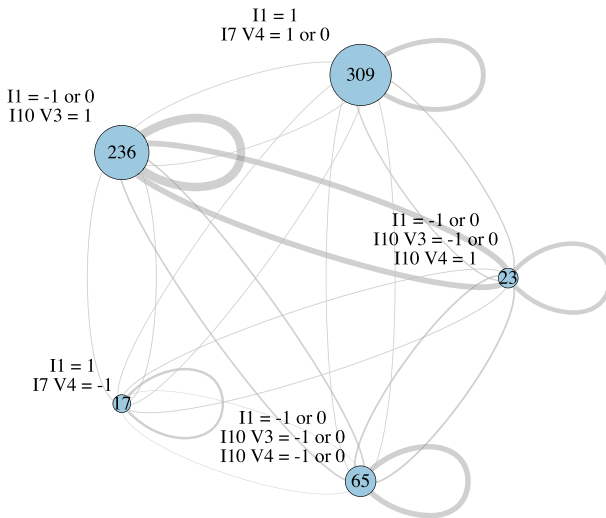 I1 = 1
I7 V4 = 1 or 0
309
I1 = -1 or 0
I10 V3 = 1
236
I1 = -1 or 0
I10 V3 = -1 or 0
I10 V4 = 1
23
I1 = 1
I7 V4 = -1
17
I1 = -1 or 0
I10 V3 = -1 or 0
I10 V4 = -1 or 0
65